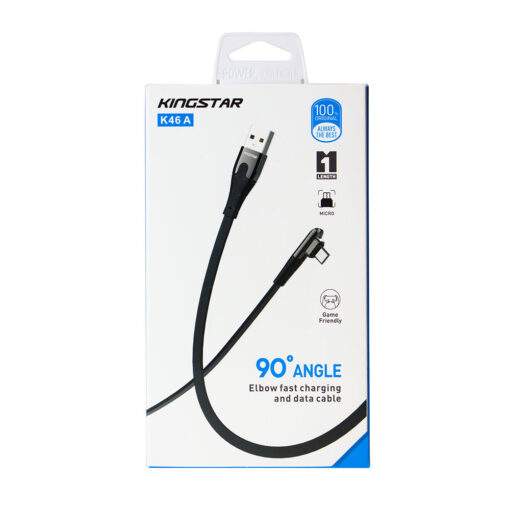 KINGSTAR
K46 A
100%
ORIGINAL
ALWAYS
THE BEST
1M
LENGTH
MICRO
Game
Friendly
90° ANGLE
Elbow fast charging
and data cable